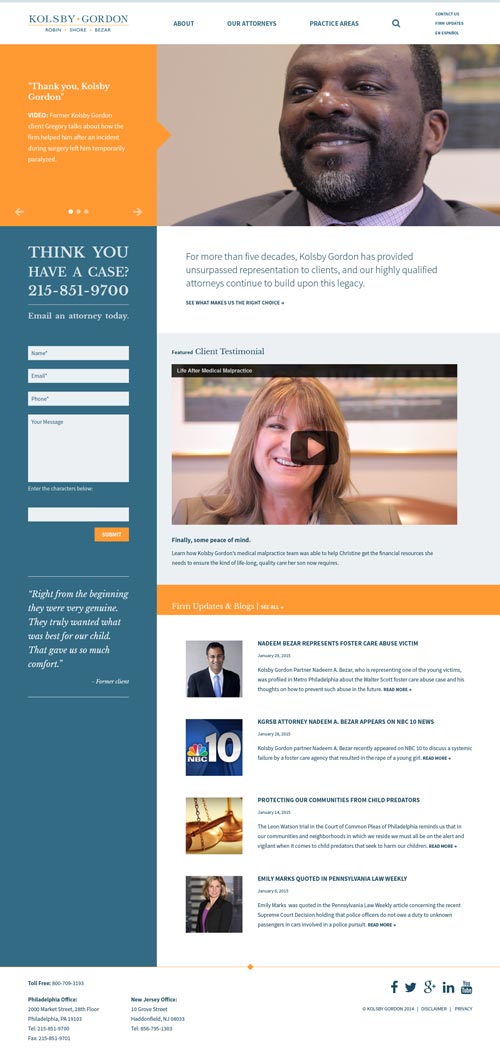 KOLSBY•GORDON
ROBIN • SHORE • BEZAR
ABOUT
OUR ATTORNEYS
PRACTICE AREAS
CONTACT US
FIRM UPDATES
EN ESPAÑOL
"Thank you, Kolsby
Gordon"
VIDEO: Former Kolsby Gordon
client Gregory talks about how the
firm helped him after an incident
during surgery left him temporarily
paralyzed.
THINK YOU
HAVE A CASE?
215-851-9700
Email an attorney today.
Name*
Email*
Phone*
Your Message
Enter the characters below:
SUBMIT
"Right from the beginning
they were very genuine.
They truly wanted what
was best for our child.
That gave us so much
comfort."
- Former client
For more than five decades, Kolsby Gordon has provided
unsurpassed representation to clients, and our highly qualified
attorneys continue to build upon this legacy.
SEE WHAT MAKES US THE RIGHT CHOICE »
Featured Client Testimonial
Life After Medical Malpractice
Finally, some peace of mind.
Learn how Kolsby Gordon's medical malpractice team was able to help Christine get the financial resources she
needs to ensure the kind of life-long, quality care her son now requires.
Firm Updates & Blogs | SEE ALL »
NADEEM BEZAR REPRESENTS FOSTER CARE ABUSE VICTIM
January 29, 2015
Kolsby Gordon Partner Nadeem A. Bezar, who is representing one of the young victims,
was profiled in Metro Philadelphia about the Walter Scott foster care abuse case and his
thoughts on how to prevent such abuse in the future. READ MORE »
NBC 10
KGRSB ATTORNEY NADEEM A. BEZAR APPEARS ON NBC 10 NEWS
January 29, 2015
Kolsby Gordon partner Nadeem A. Bezar recently appeared on NBC 10 to discuss a systemic
failure by a foster care agency that resulted in the rape of a young girl. READ MORE »
PROTECTING OUR COMMUNITIES FROM CHILD PREDATORS
January 14, 2015
The Leon Watson trial in the Court of Common Pleas of Philadelphia reminds us that in
our communities and neighborhoods in which we reside we must all be on the alert and
vigilant when it comes to child predators that seek to harm our children. READ MORE »
EMILY MARKS QUOTED IN PENNSYLVANIA LAW WEEKLY
January 6, 2015
Emily Marks was quoted in the Pennsylvania Law Weekly article concerning the recent
Supreme Court Decision holding that police officers do not owe a duty to unknown
passengers in cars involved in a police pursuit. READ MORE »
Toll Free: 800-709-3193
Philadelphia Office:
2000 Market Street, 28th Floor
Philadelphia, PA 19103
Tel: 215-851-9700
Fax: 215-851-9701
New Jersey Office:
10 Grove Street
Haddonfield, NJ 08033
Tel: 856-795-1303
You Tube
© KOLSBY GORDON 2014 | DISCLAIMER | PRIVACY